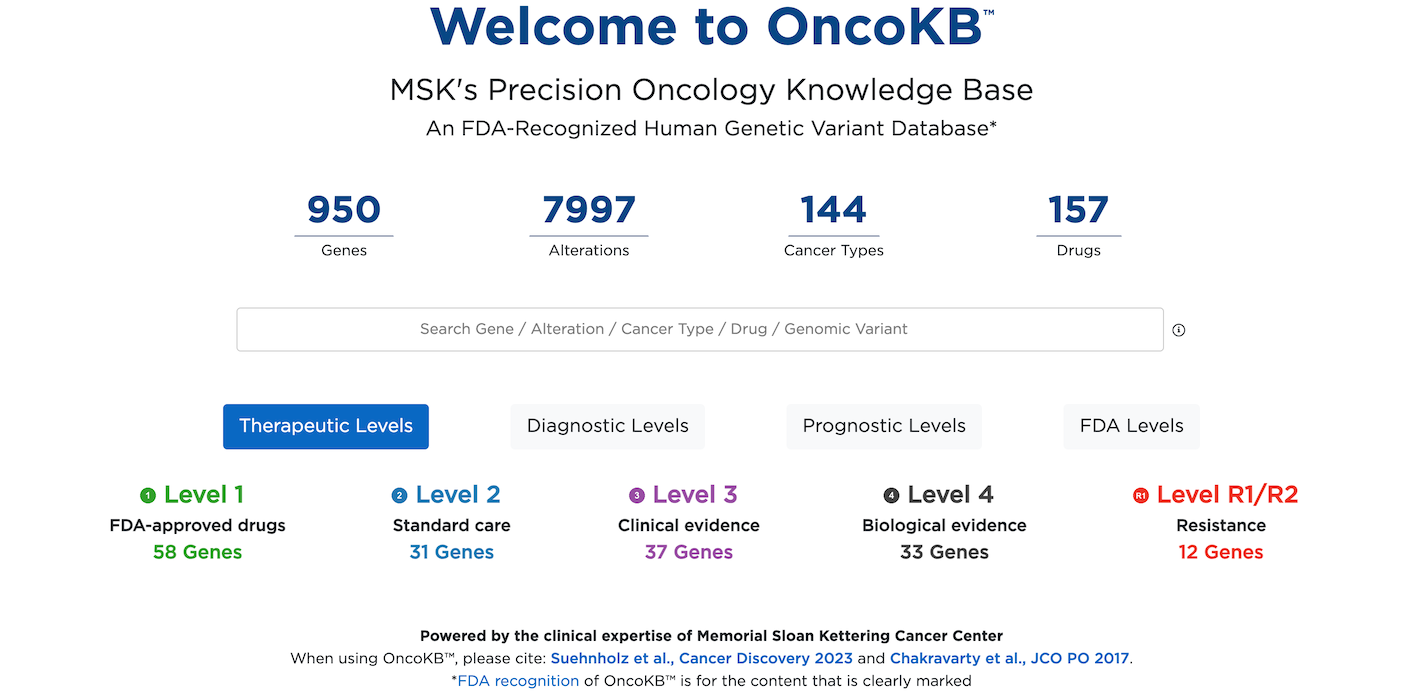 Welcome to OncoKB™
MSK's Precision Oncology Knowledge Base
An FDA-Recognized Human Genetic Variant Database*
950 7997 144 157
Genes Alterations Cancer Types Drugs
Search Gene / Alteration / Cancer Type / Drug / Genomic Variant
Therapeutic Levels Diagnostic Levels Prognostic Levels FDA Levels
1 Level 1 2 Level 2 3 Level 3 4 Level 4 R1 Level R1/R2
FDA-approved drugs Standard care Clinical evidence Biological evidence Resistance
58 Genes 31 Genes 37 Genes 33 Genes 12 Genes
Powered by the clinical expertise of Memorial Sloan Kettering Cancer Center
When using OncoKB™, please cite: Suehnholz et al., Cancer Discovery 2023 and Chakravarty et al., JCO PO 2017.
*FDA recognition of OncoKB™ is for the content that is clearly marked